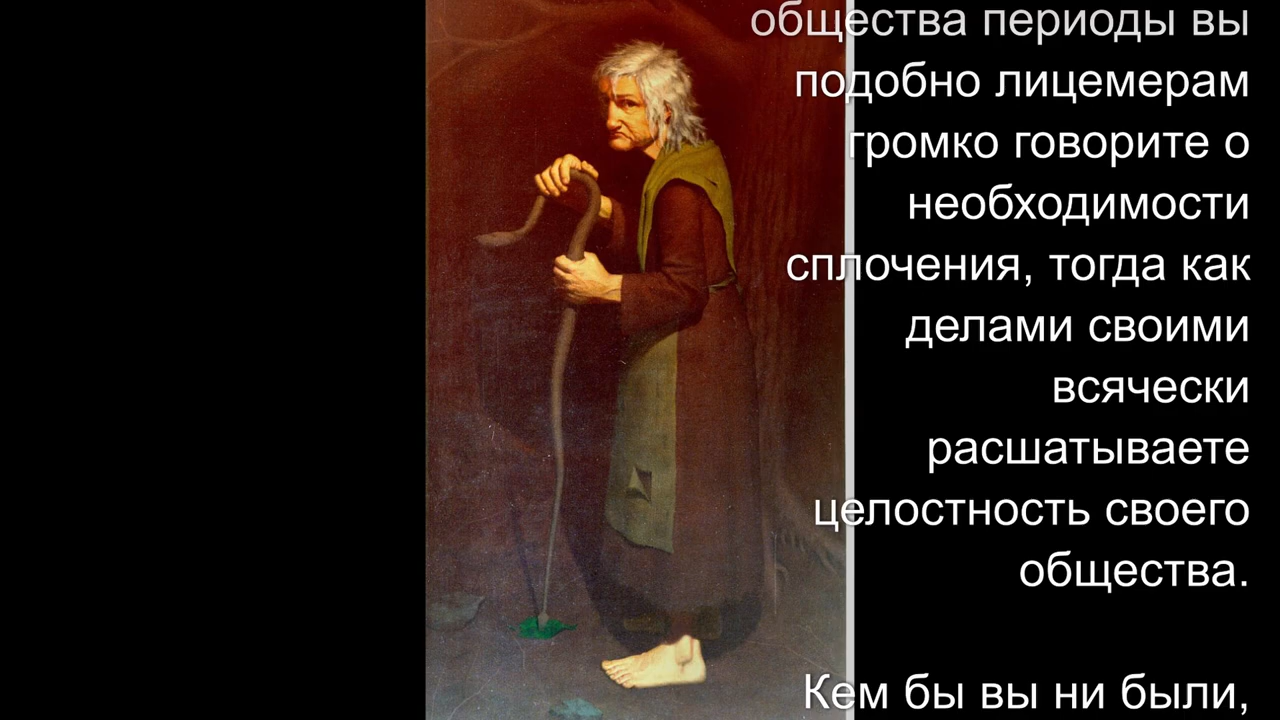 общества периоды вы
подобно лицемерам
громко говорите о
необходимости
сплочения, тогда как
делами своими
всячески
расшатываете
целостность своего
общества.
Кем бы вы ни были,